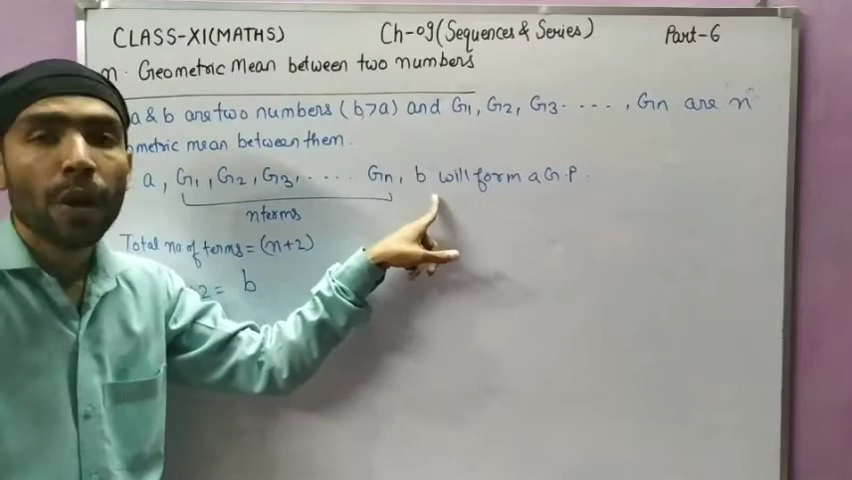 CLASS-XI(MATHS) Ch-09(Sequences & Series) Part-6
n. Geometric Mean between two numbers
a & b are two numbers (b>a) and G1, G2, G3. ...., Gn are n
ometric mean between them.
a, G1, G2, G3, ..... Gn, b will form a G.P.
n terms
Total no of terms = (n+2)
2 = b